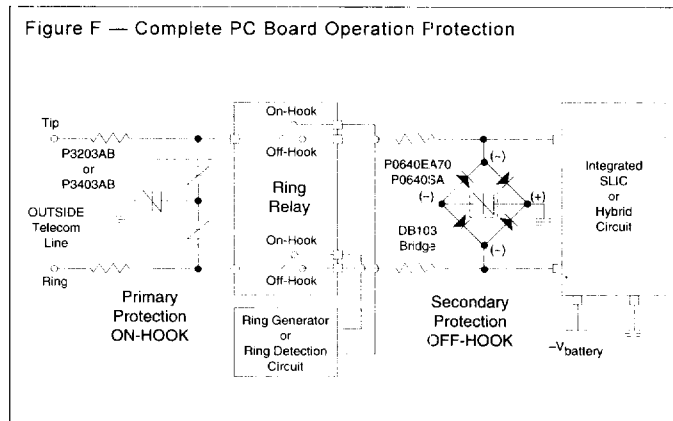 Figure F — Complete PC Board Operation Protection
On-Hook
Tip
P3203AB
or
P3403AB
Off-Hook
P0640EA70
P0640SA
(~)
Integrated
SLIC
or
Hybrid
Circuit
Ring
Relay
(−)
(+)
OUTSIDE
Telecom
Line
On-Hook
DB103
Bridge
(~)
Ring
Off-Hook
Primary
Protection
ON-HOOK
Ring Generator
or
Ring Detection
Circuit
Secondary
Protection
OFF-HOOK
–Vbattery